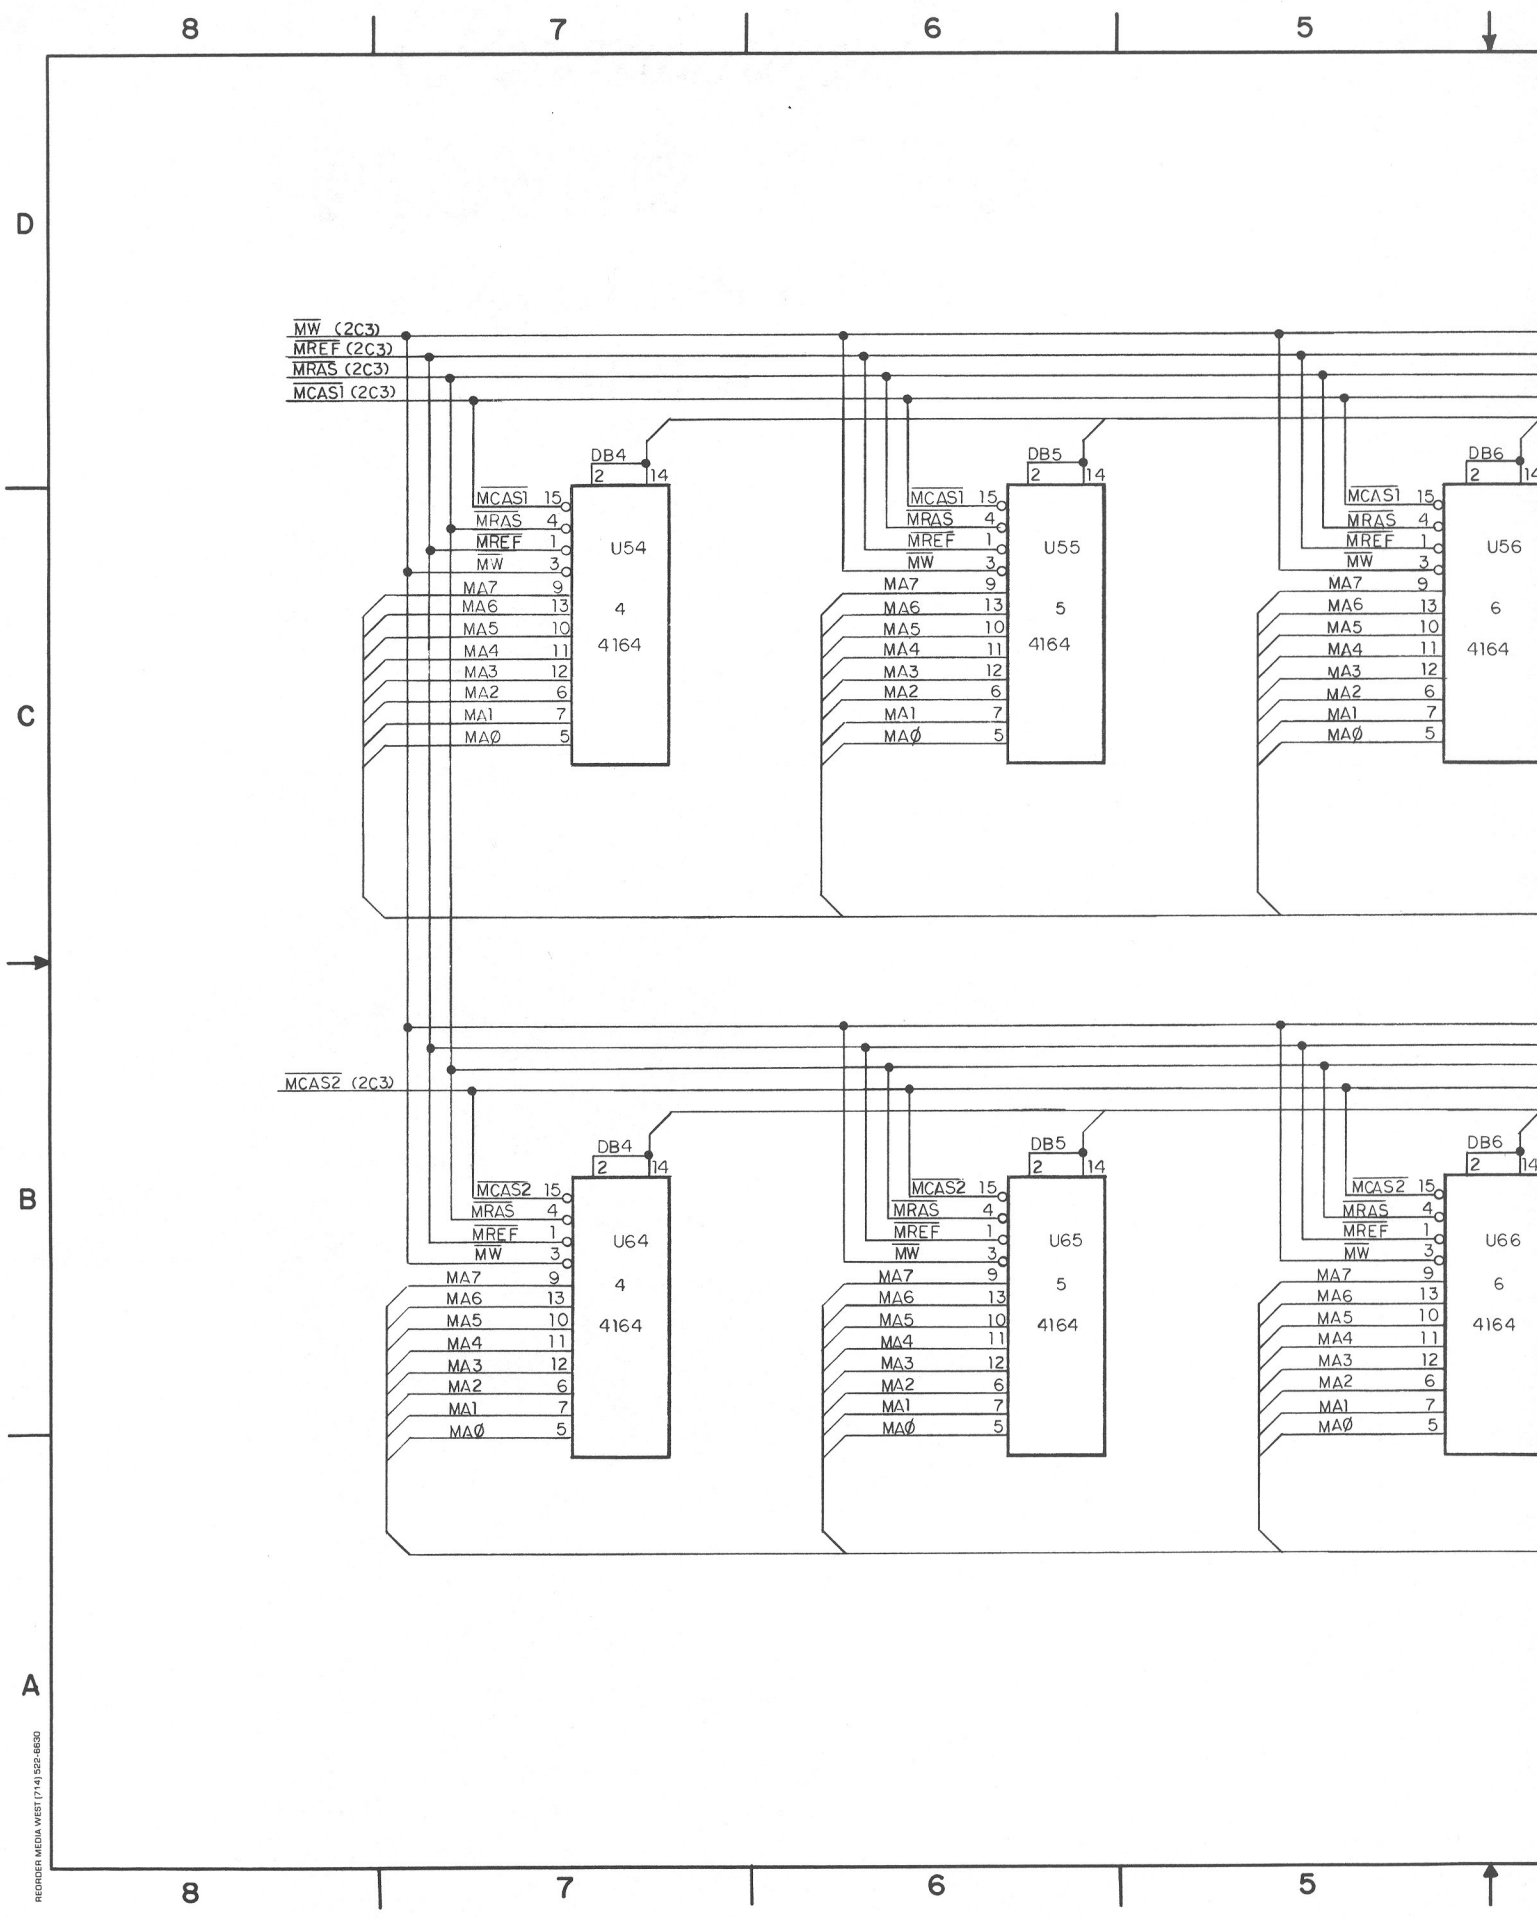 8 7 6 5
D
MW (2C3)
MREF (2C3)
MRAS (2C3)
MCAS1 (2C3)
DB4
2 14
MCAS1 15
MRAS 4
MREF 1
MW 3
MA7 9
MA6 13
MA5 10
MA4 11
MA3 12
MA2 6
MA1 7
MAØ 5
U54
4
4164
DB5
2 14
MCAS1 15
MRAS 4
MREF 1
MW 3
MA7 9
MA6 13
MA5 10
MA4 11
MA3 12
MA2 6
MA1 7
MAØ 5
U55
5
4164
DB6
2 14
MCAS1 15
MRAS 4
MREF 1
MW 3
MA7 9
MA6 13
MA5 10
MA4 11
MA3 12
MA2 6
MA1 7
MAØ 5
U56
6
4164
C
MCAS2 (2C3)
DB4
2 14
MCAS2 15
MRAS 4
MREF 1
MW 3
MA7 9
MA6 13
MA5 10
MA4 11
MA3 12
MA2 6
MA1 7
MAØ 5
U64
4
4164
DB5
2 14
MCAS2 15
MRAS 4
MREF 1
MW 3
MA7 9
MA6 13
MA5 10
MA4 11
MA3 12
MA2 6
MA1 7
MAØ 5
U65
5
4164
DB6
2 14
MCAS2 15
MRAS 4
MREF 1
MW 3
MA7 9
MA6 13
MA5 10
MA4 11
MA3 12
MA2 6
MA1 7
MAØ 5
U66
6
4164
B
A
REORDER MEDIA WEST (714) 522-6630
8 7 6 5